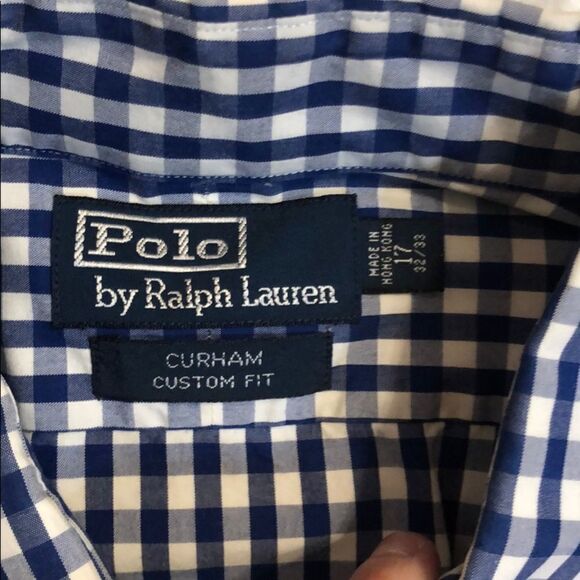 Polo
by Ralph Lauren
MADE IN
HONG KONG
17
32/33
CURHAM
CUSTOM FIT